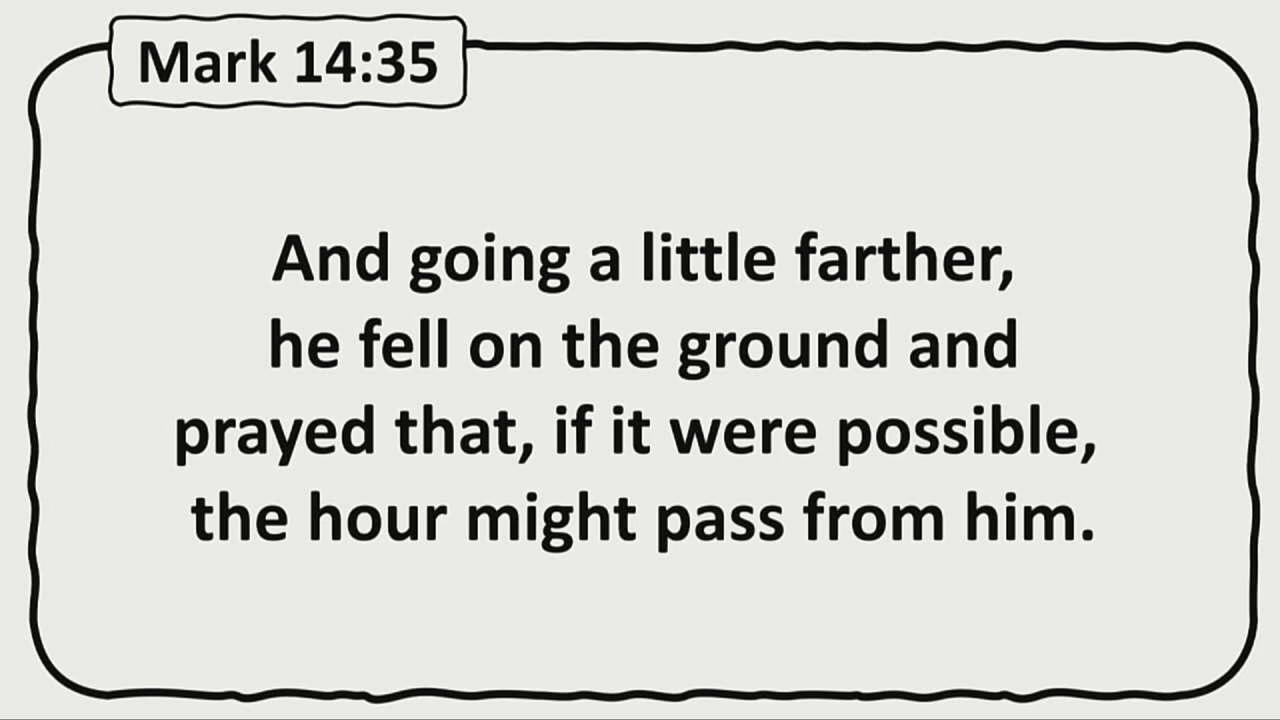 Mark 14:35
And going a little farther,
he fell on the ground and
prayed that, if it were possible,
the hour might pass from him.